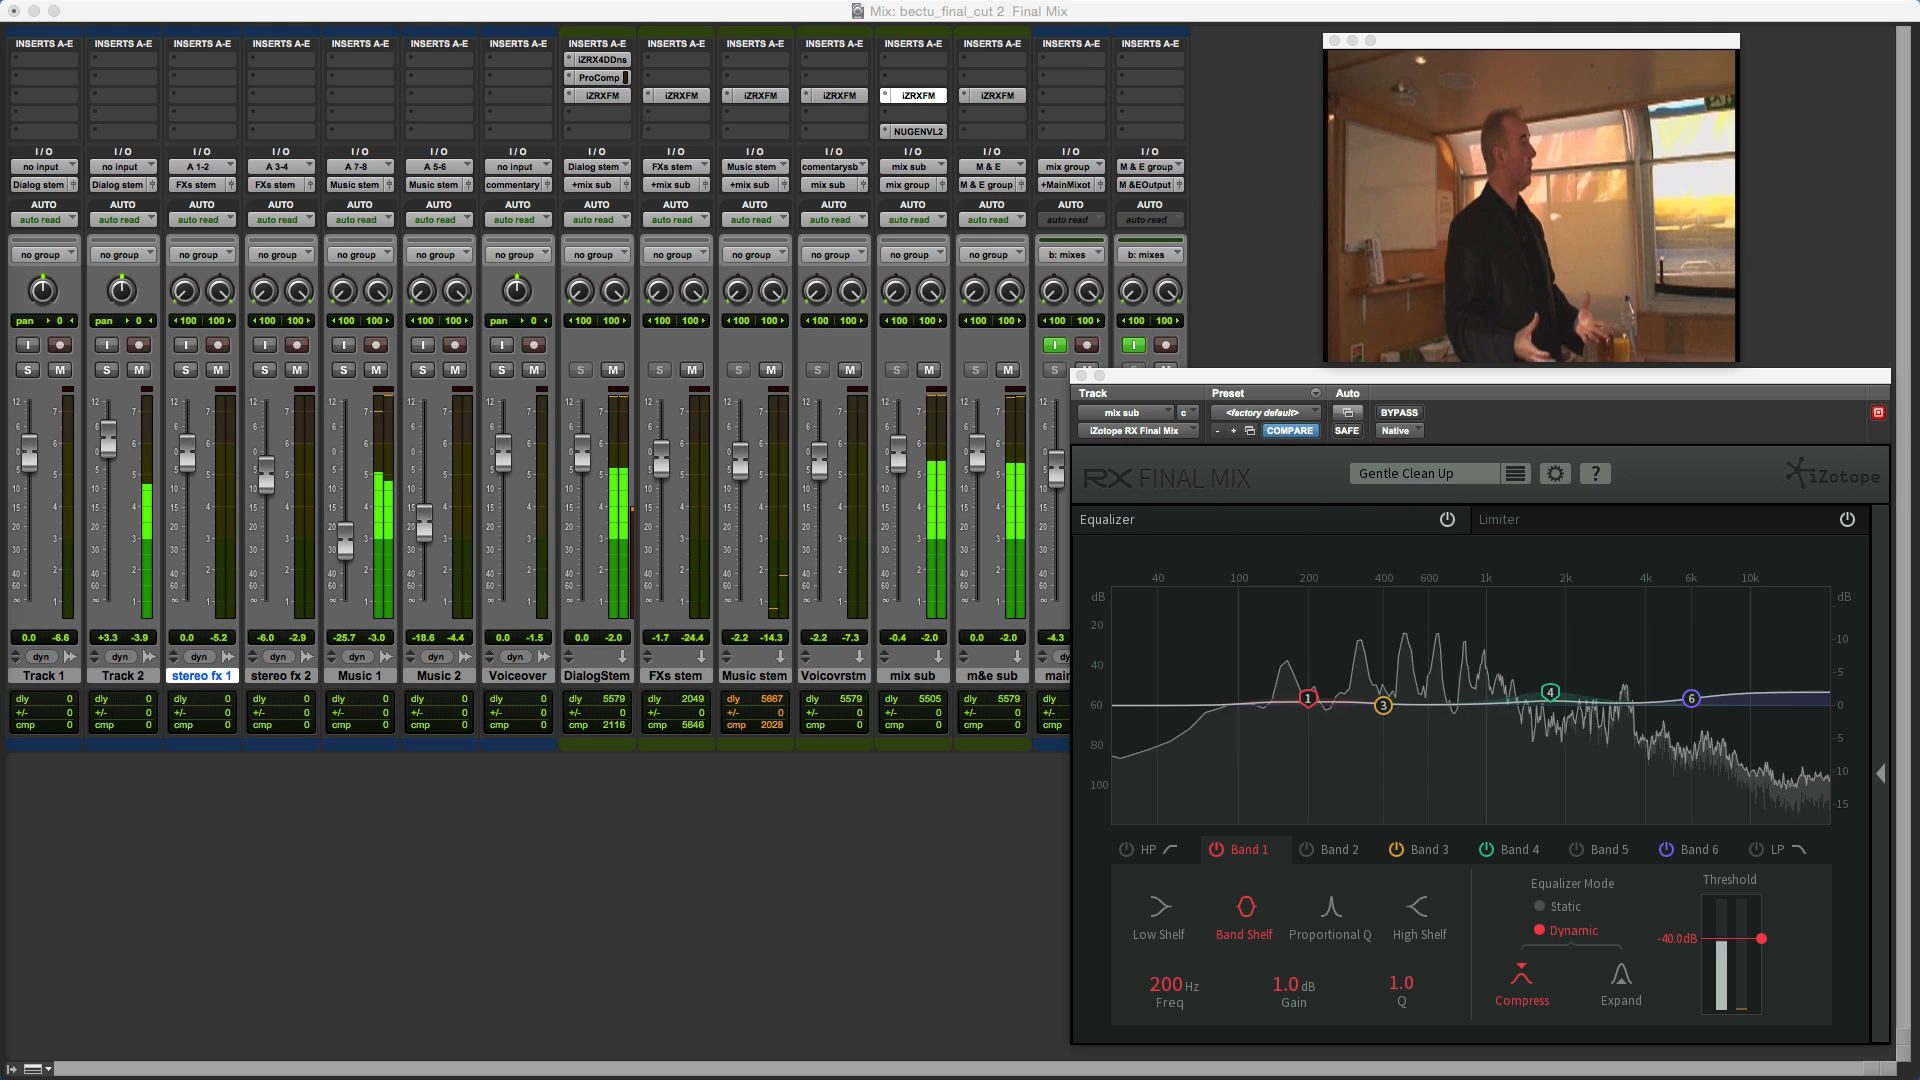 Mix: bectu_final_cut 2  Final Mix
INSERTS A-E INSERTS A-E INSERTS A-E INSERTS A-E INSERTS A-E INSERTS A-E INSERTS A-E INSERTS A-E INSERTS A-E INSERTS A-E INSERTS A-E INSERTS A-E INSERTS A-E INSERTS A-E INSERTS A-E
iZRX4DDns
ProComp
iZRXFM iZRXFM iZRXFM iZRXFM iZRXFM iZRXFM
NUGENVL2
I / O I / O I / O I / O I / O I / O I / O I / O I / O I / O I / O I / O I / O I / O I / O
no input no input A 1-2 A 3-4 A 7-8 A 5-6 no input Dialog stem FXs stem Music stem comentarysb mix sub M & E mix group M & E group
Dialog stem Dialog stem FXs stem FXs stem Music stem Music stem commentary +mix sub +mix sub +mix sub mix sub mix group M & E group +MainMixot M &EOutput
AUTO AUTO AUTO AUTO AUTO AUTO AUTO AUTO AUTO AUTO AUTO AUTO AUTO AUTO AUTO
auto read auto read auto read auto read auto read auto read auto read auto read auto read auto read auto read auto read auto read auto read auto read
no group no group no group no group no group no group no group no group no group no group no group no group no group b: mixes b: mixes
pan 0 pan 0 100 100 100 100 100 100 100 100 pan 0 100 100 100 100 100 100 100 100 100 100 100 100 100 100 100 100
I I I I I I I I I
S M S M S M S M S M S M S M S M S M S M S M S M S M S
0.0 -6.6 +3.3 -3.9 0.0 -5.2 -6.0 -2.9 -25.7 -3.0 -18.6 -4.4 0.0 -1.5 0.0 -2.0 -1.7 -24.4 -2.2 -14.3 -2.2 -7.3 -0.4 -2.0 0.0 -2.0 -4.3
dyn dyn dyn dyn dyn dyn dyn dy
Track 1 Track 2 stereo fx 1 stereo fx 2 Music 1 Music 2 Voiceover DialogStem FXs stem Music stem Voicovrstm mix sub m&e sub mair
dly 0 dly 0 dly 0 dly 0 dly 0 dly 0 dly 0 dly 5579 dly 2049 dly 5667 dly 5579 dly 5505 dly 5579 dly
+/- 0 +/- 0 +/- 0 +/- 0 +/- 0 +/- 0 +/- 0 +/- 0 +/- 0 +/- 0 +/- 0 +/- 0 +/- 0 +/-
cmp 0 cmp 0 cmp 0 cmp 0 cmp 0 cmp 0 cmp 0 cmp 2116 cmp 5646 cmp 2028 cmp 0 cmp 0 cmp 0 cmp
Track Preset Auto
mix sub c <factory default> BYPASS
iZotope RX Final Mix - + COMPARE SAFE Native
RX FINAL MIX Gentle Clean Up ? iZotope
Equalizer Limiter
40 100 200 400 600 1k 2k 4k 6k 10k
dB dB
20 -10
40 -5
60 0
80 -5
100 -10
-15
1 3 4 6
HP Band 1 Band 2 Band 3 Band 4 Band 5 Band 6 LP
Equalizer Mode Threshold
Static
Low Shelf Band Shelf Proportional Q High Shelf Dynamic -40.0dB
200 Hz 1.0 dB 1.0
Freq Gain Q Compress Expand